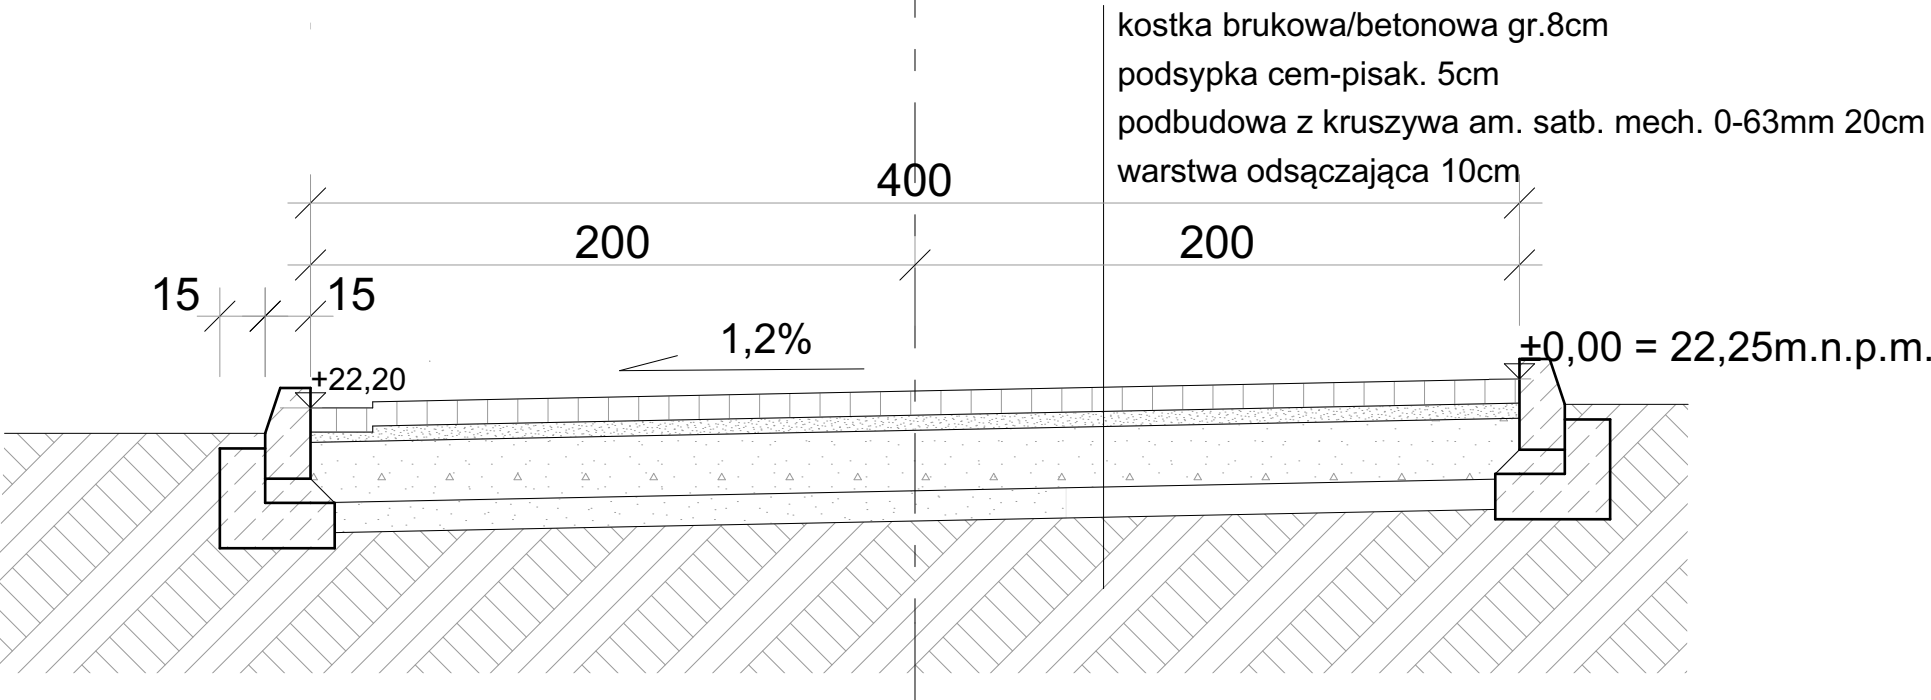 kostka brukowa/betonowa gr.8cm
podsypka cem-pisak. 5cm
podbudowa z kruszywa am. satb. mech. 0-63mm 20cm
warstwa odsączająca 10cm
400
200 200
15 15
1,2%
±0,00 = 22,25m.n.p.m.
+22,20